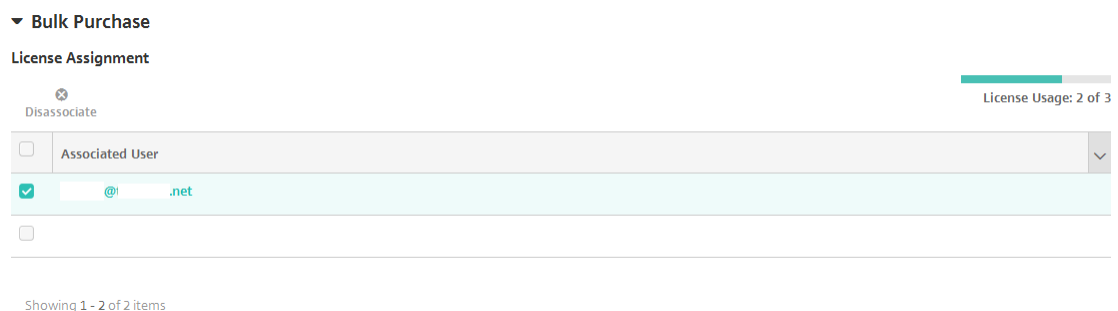 Bulk Purchase
License Assignment
Disassociate
License Usage: 2 of 3
Associated User
@ .net
Showing 1 - 2 of 2 items